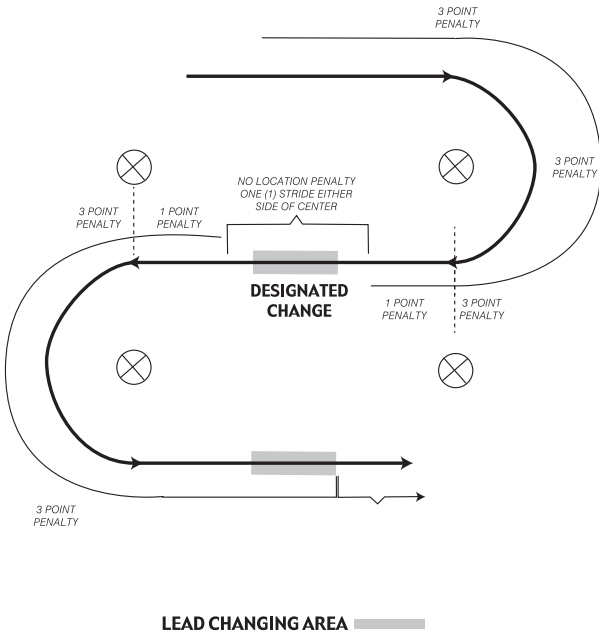 3 POINT
PENALTY
3 POINT
PENALTY
NO LOCATION PENALTY
ONE (1) STRIDE EITHER
SIDE OF CENTER
3 POINT
PENALTY
1 POINT
PENALTY
DESIGNATED
CHANGE
1 POINT
PENALTY
3 POINT
PENALTY
3 POINT
PENALTY
LEAD CHANGING AREA